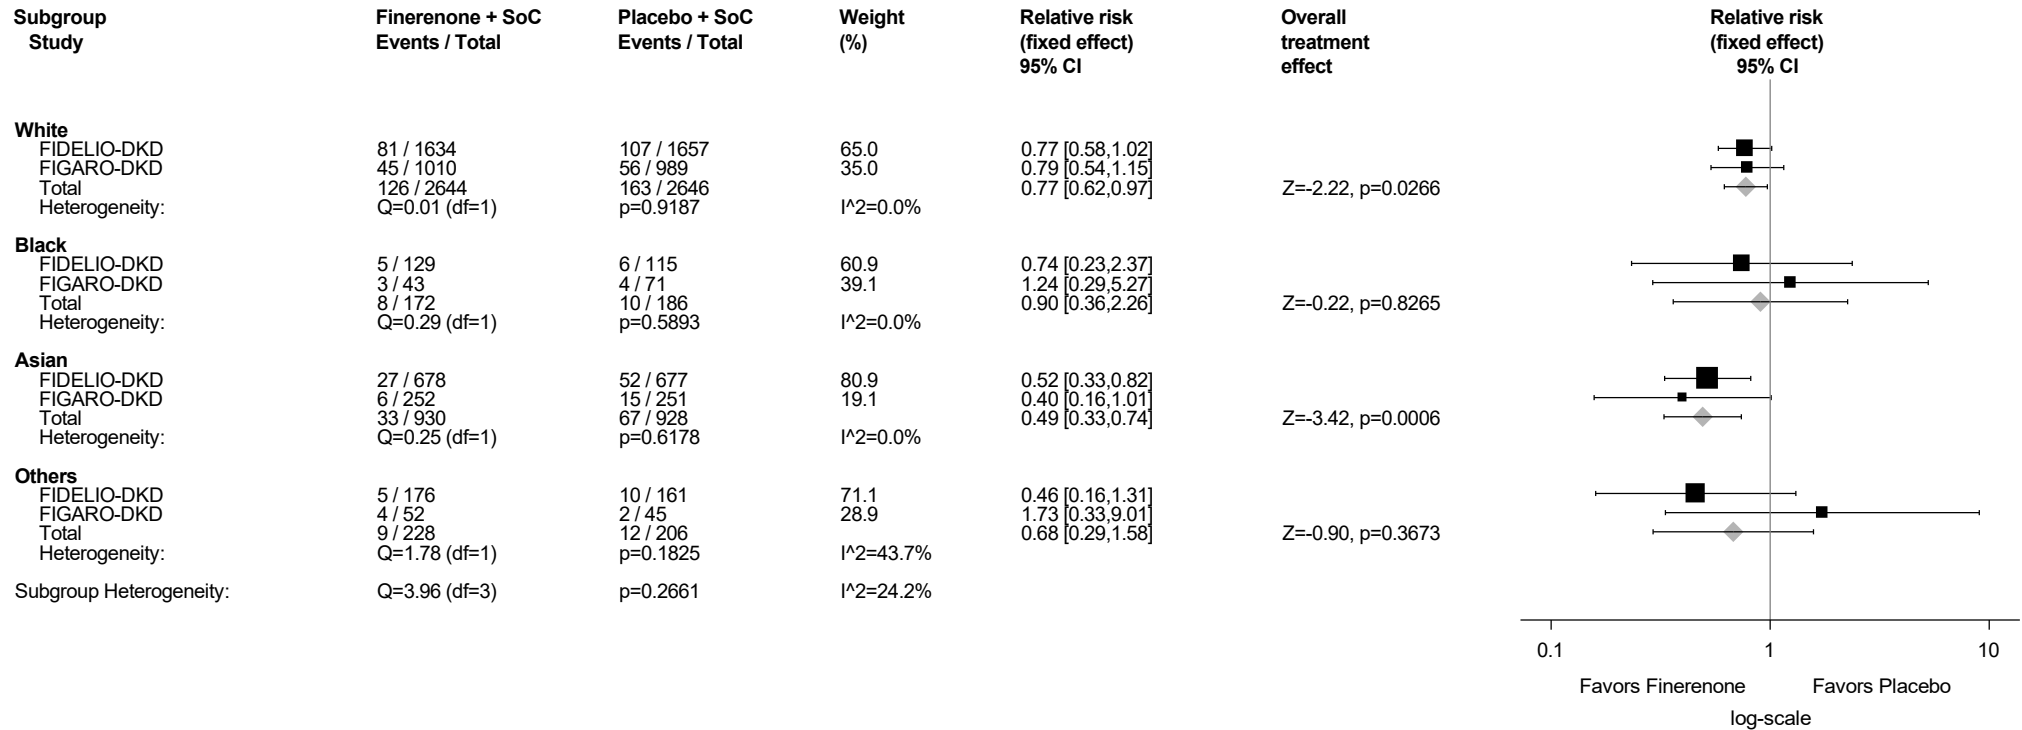 Subgroup Finerenone + SoC Placebo + SoC Weight Relative risk Overall Relative risk
Study Events / Total Events / Total (%) (fixed effect) treatment (fixed effect)
95% CI effect 95% CI
White
FIDELIO-DKD 81 / 1634 107 / 1657 65.0 0.77 [0.58,1.02]
FIGARO-DKD 45 / 1010 56 / 989 35.0 0.79 [0.54,1.15]
Total 126 / 2644 163 / 2646 0.77 [0.62,0.97] Z=-2.22, p=0.0266
Heterogeneity: Q=0.01 (df=1) p=0.9187 I^2=0.0%
Black
FIDELIO-DKD 5 / 129 6 / 115 60.9 0.74 [0.23,2.37]
FIGARO-DKD 3 / 43 4 / 71 39.1 1.24 [0.29,5.27]
Total 8 / 172 10 / 186 0.90 [0.36,2.26] Z=-0.22, p=0.8265
Heterogeneity: Q=0.29 (df=1) p=0.5893 I^2=0.0%
Asian
FIDELIO-DKD 27 / 678 52 / 677 80.9 0.52 [0.33,0.82]
FIGARO-DKD 6 / 252 15 / 251 19.1 0.40 [0.16,1.01]
Total 33 / 930 67 / 928 0.49 [0.33,0.74] Z=-3.42, p=0.0006
Heterogeneity: Q=0.25 (df=1) p=0.6178 I^2=0.0%
Others
FIDELIO-DKD 5 / 176 10 / 161 71.1 0.46 [0.16,1.31]
FIGARO-DKD 4 / 52 2 / 45 28.9 1.73 [0.33,9.01]
Total 9 / 228 12 / 206 0.68 [0.29,1.58] Z=-0.90, p=0.3673
Heterogeneity: Q=1.78 (df=1) p=0.1825 I^2=43.7%
Subgroup Heterogeneity: Q=3.96 (df=3) p=0.2661 I^2=24.2%
0.1 1 10
Favors Finerenone Favors Placebo
log-scale